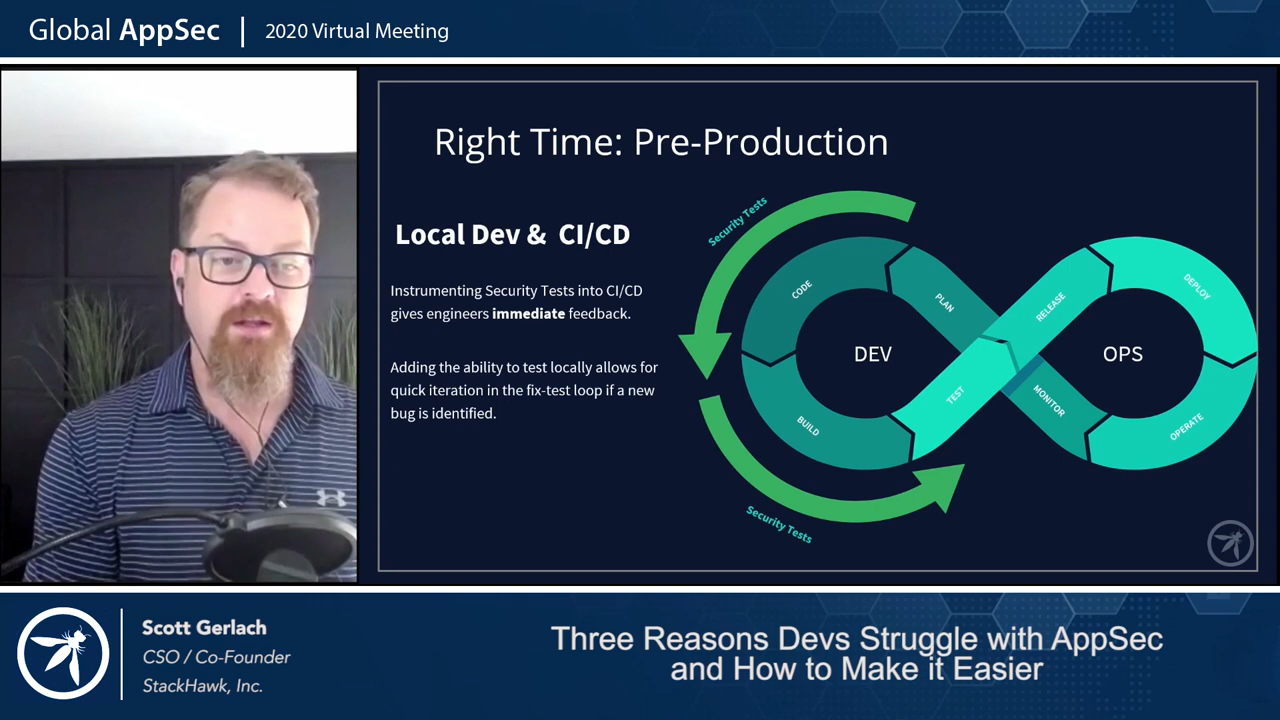 Global AppSec | 2020 Virtual Meeting
Right Time: Pre-Production
Local Dev & CI/CD
Instrumenting Security Tests into CI/CD
gives engineers immediate feedback.
Adding the ability to test locally allows for
quick iteration in the fix-test loop if a new
bug is identified.
Security Tests
CODE
PLAN
RELEASE
DEPLOY
DEV
OPS
BUILD
TEST
MONITOR
OPERATE
Security Tests
Scott Gerlach
CSO / Co-Founder
StackHawk, Inc.
Three Reasons Devs Struggle with AppSec
and How to Make it Easier